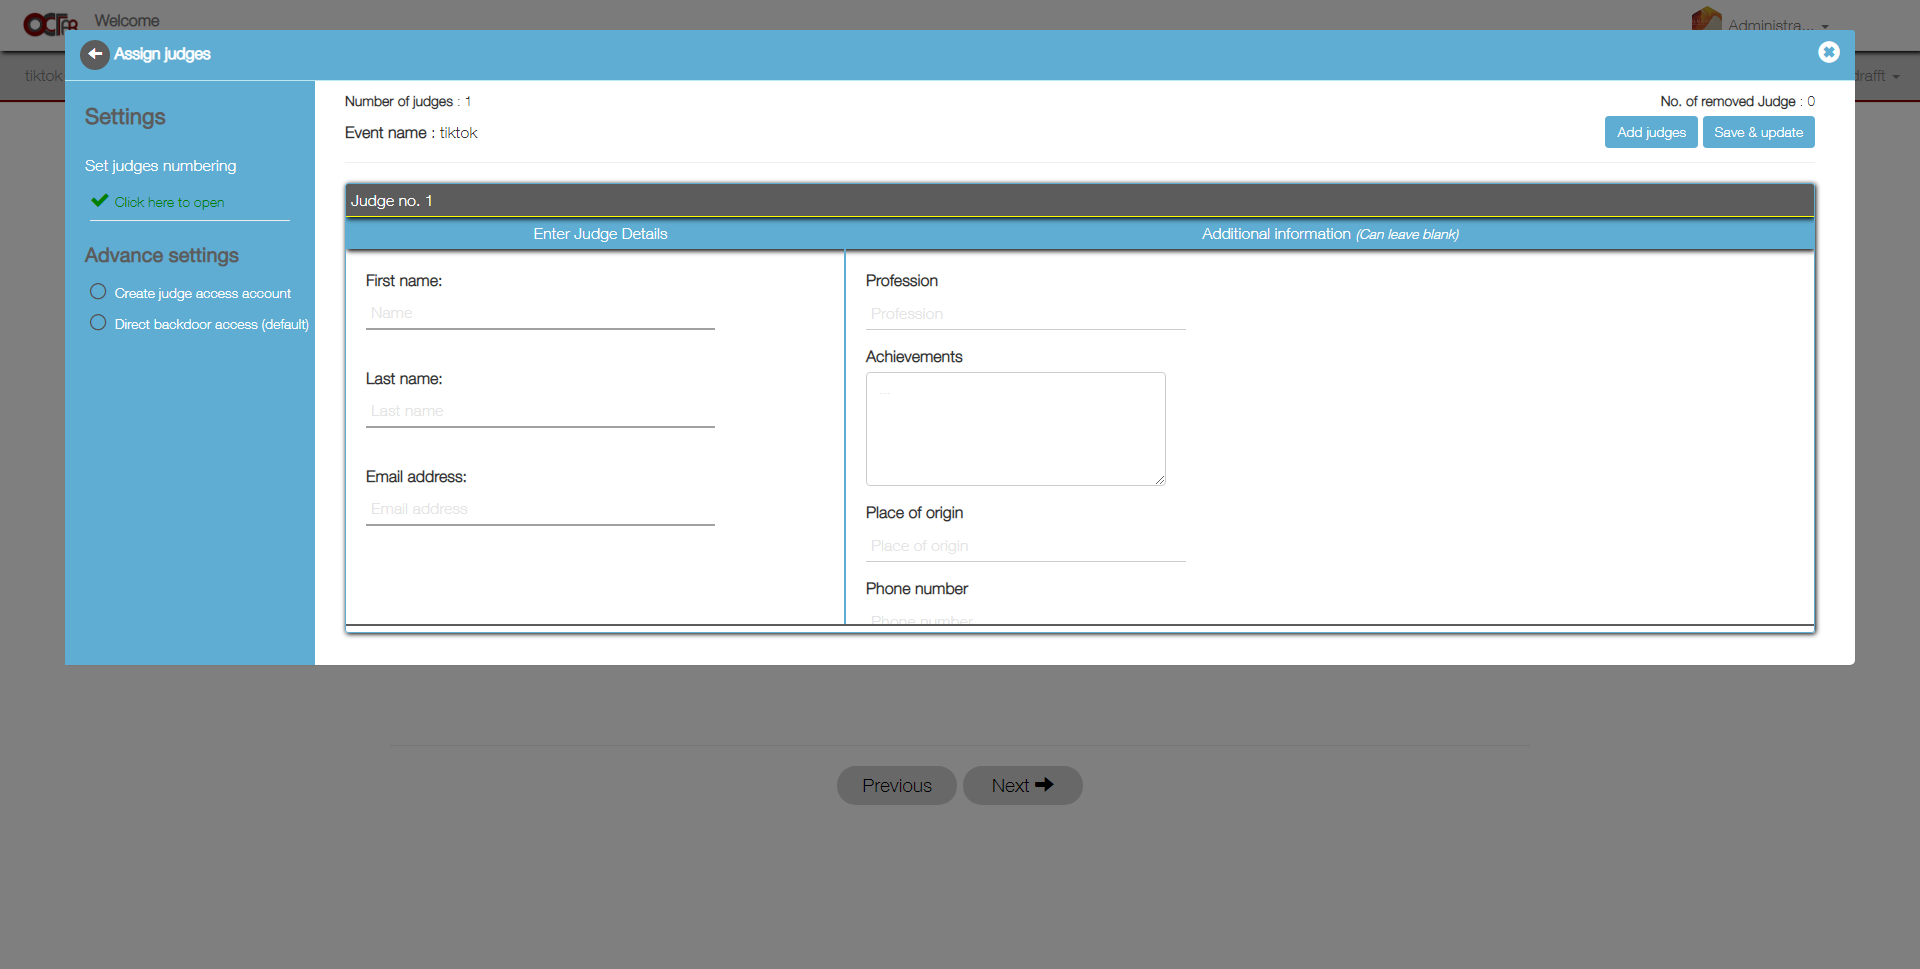 Welcome
Administra...
tiktok
Assign judges
Settings
Set judges numbering
Click here to open
Advance settings
Create judge access account
Direct backdoor access (default)
Number of judges : 1
No. of removed Judge : 0
Event name : tiktok
Add judges
Save & update
Judge no. 1
Enter Judge Details
Additional information (Can leave blank)
First name:
Name
Last name:
Last name
Email address:
Email address
Profession
Profession
Achievements
...
Place of origin
Place of origin
Phone number
Phone number
Previous
Next